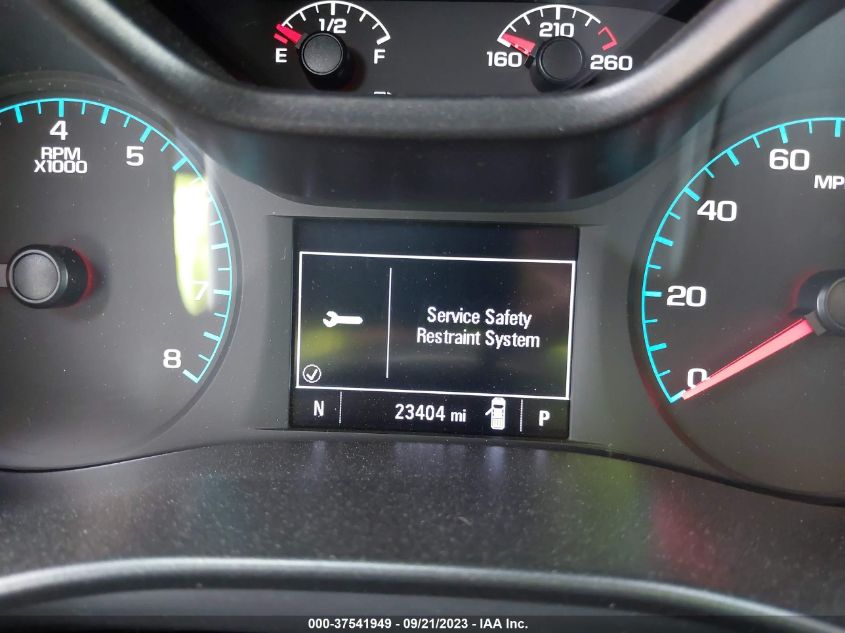 1/2
E
F
210
160
260
4
5
RPM
X1000
7
8
60
MP
40
20
0
Service Safety
Restraint System
N
23404 mi
P
000-37541949 - 09/21/2023 - IAA Inc.